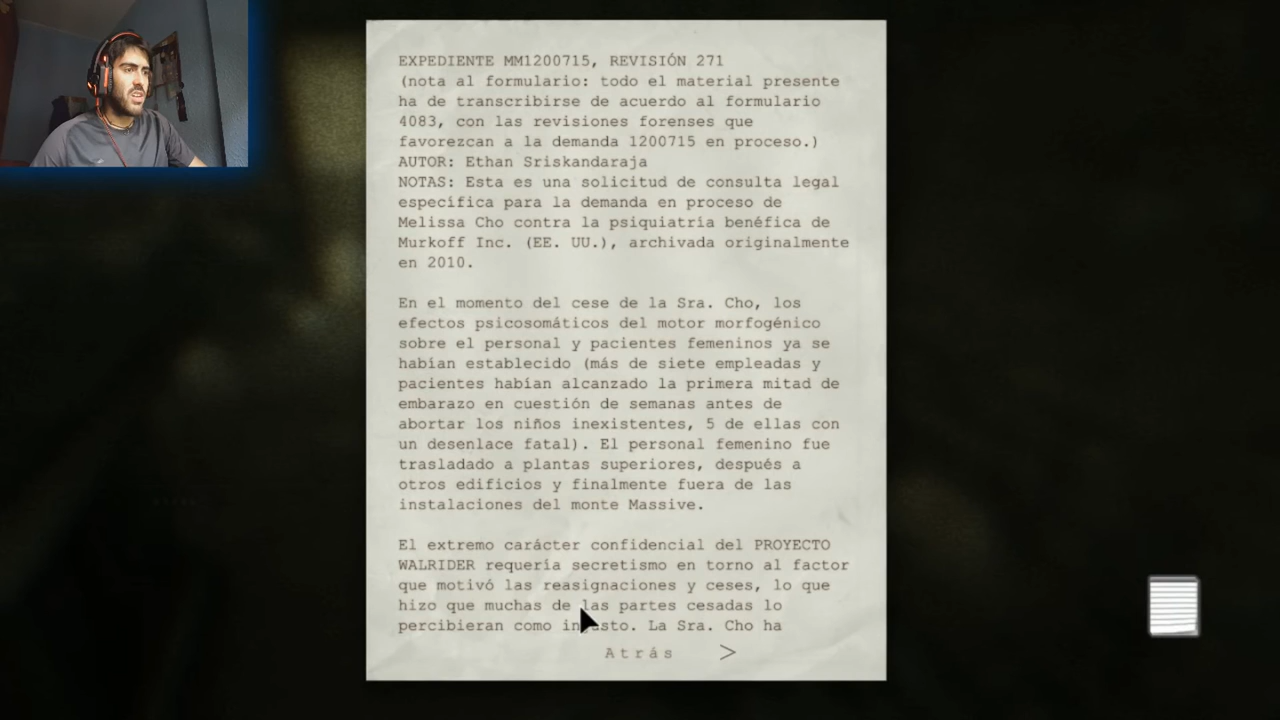 EXPEDIENTE MM1200715, REVISIÓN 271
(nota al formulario: todo el material presente
ha de transcribirse de acuerdo al formulario
4083, con las revisiones forenses que
favorezcan a la demanda 1200715 en proceso.)
AUTOR: Ethan Sriskandaraja
NOTAS: Esta es una solicitud de consulta legal
específica para la demanda en proceso de
Melissa Cho contra la psiquiatría benéfica de
Murkoff Inc. (EE. UU.), archivada originalmente
en 2010.
En el momento del cese de la Sra. Cho, los
efectos psicosomáticos del motor morfogénico
sobre el personal y pacientes femeninos ya se
habían establecido (más de siete empleadas y
pacientes habían alcanzado la primera mitad de
embarazo en cuestión de semanas antes de
abortar los niños inexistentes, 5 de ellas con
un desenlace fatal). El personal femenino fue
trasladado a plantas superiores, después a
otros edificios y finalmente fuera de las
instalaciones del monte Massive.
El extremo carácter confidencial del PROYECTO
WALRIDER requería secretismo en torno al factor
que motivó las reasignaciones y ceses, lo que
hizo que muchas de las partes cesadas lo
percibieran como injusto. La Sra. Cho ha
Atrás >